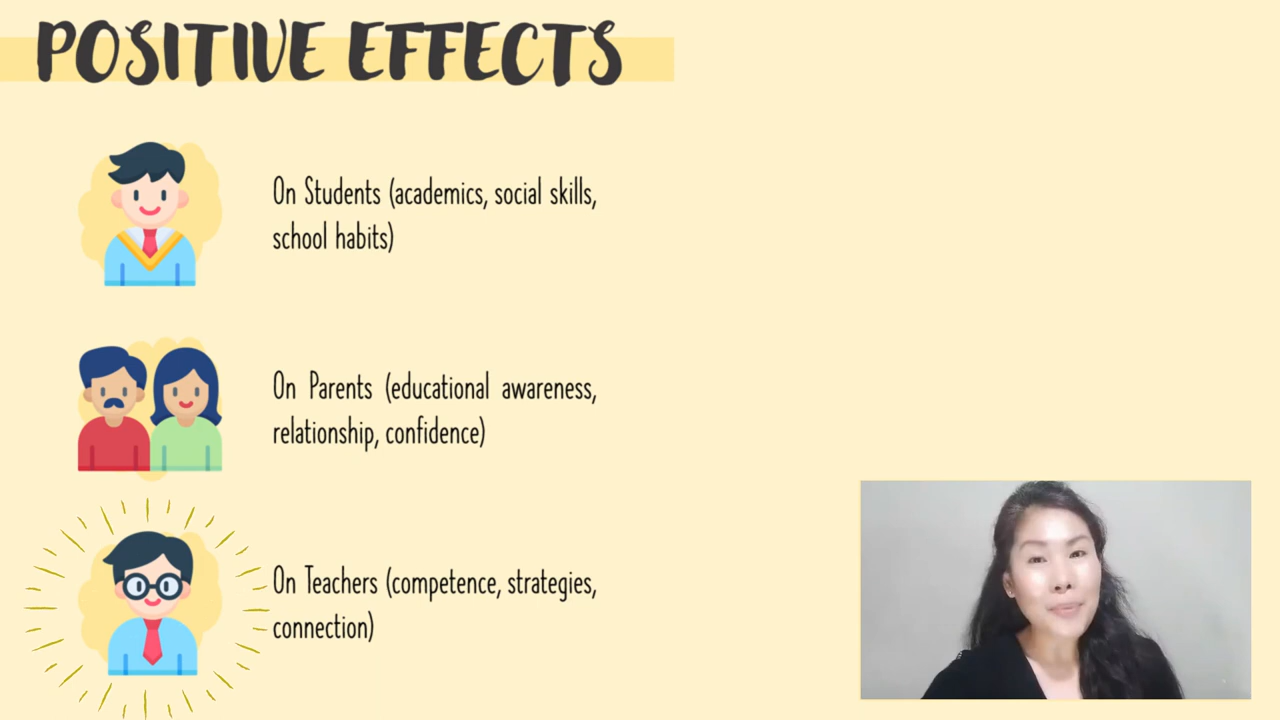 POSITIVE EFFECTS
On Students (academics, social skills,
school habits)
On Parents (educational awareness,
relationship, confidence)
On Teachers (competence, strategies,
connection)